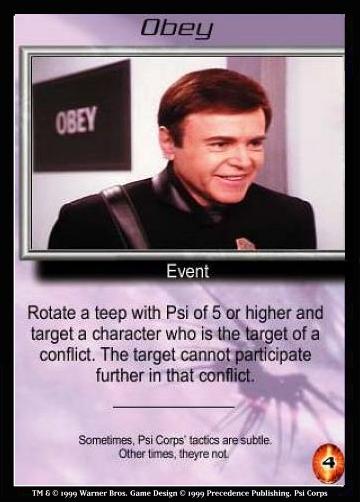 Obey
OBEY
Event
Rotate a teep with Psi of 5 or higher and
target a character who is the target of a
conflict. The target cannot participate
further in that conflict.
Sometimes, Psi Corps' tactics are subtle.
Other times, theyre not.
4
TM & © 1999 Warner Bros. Game Design © 1999 Precedence Publishing. Psi Corps